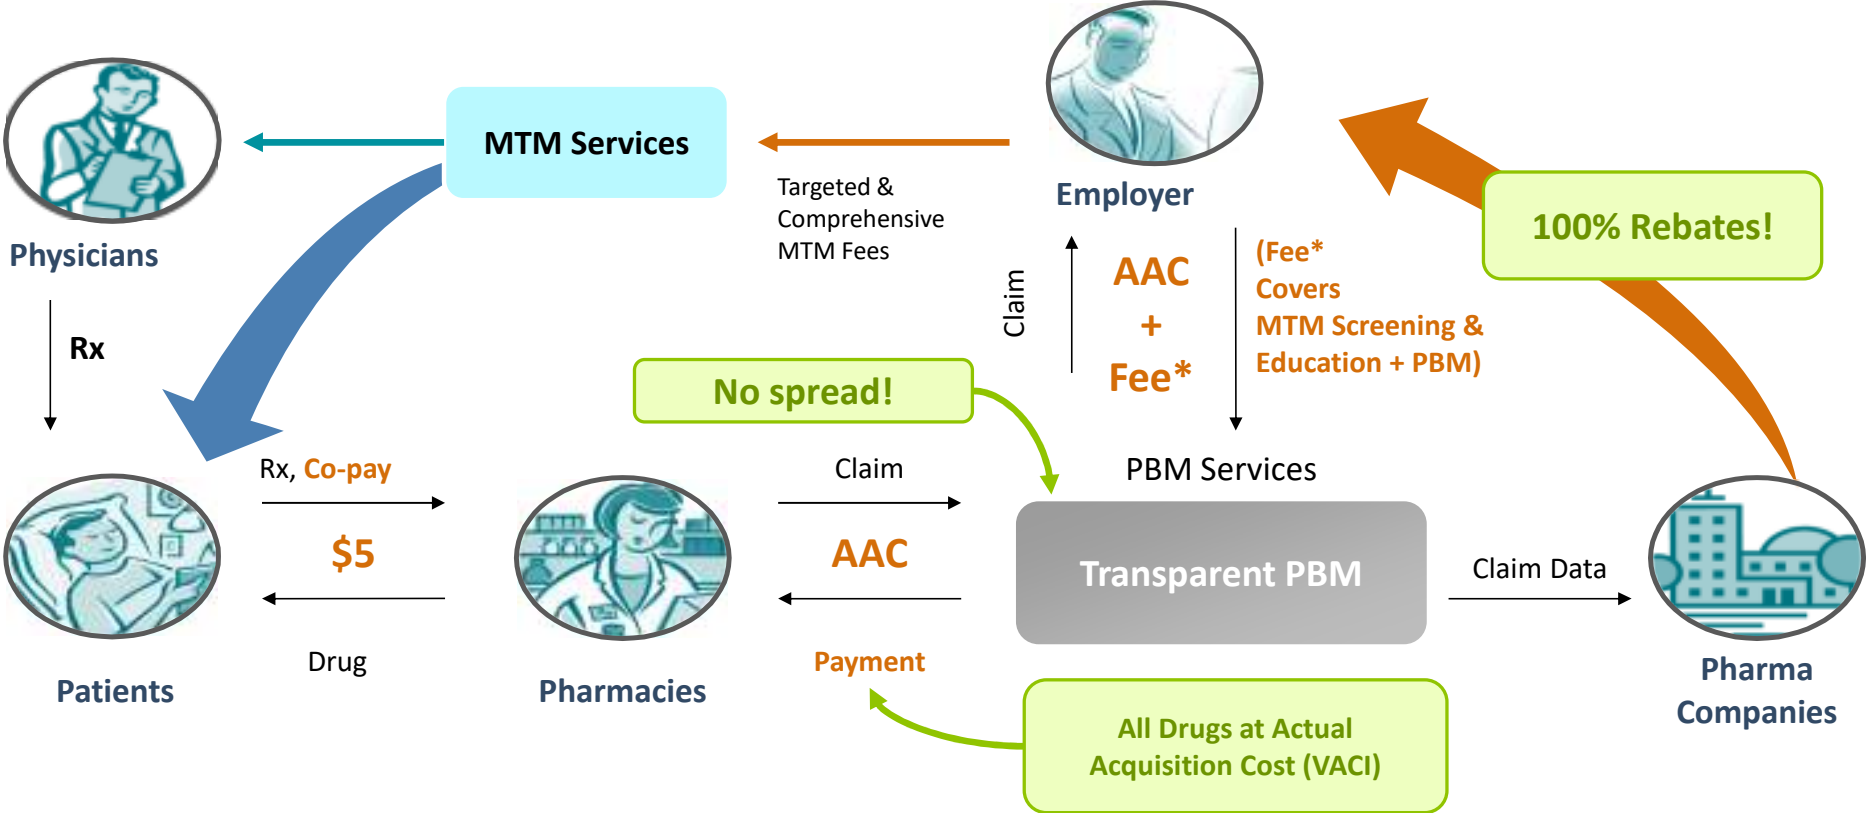 MTM Services
Physicians
Rx
Targeted &
Comprehensive
MTM Fees
Employer
100% Rebates!
Claim
AAC
+
Fee*
(Fee*
Covers
MTM Screening &
Education + PBM)
No spread!
Rx, Co-pay
$5
Drug
Patients
Pharmacies
Claim
AAC
Payment
PBM Services
Transparent PBM
Claim Data
Pharma
Companies
All Drugs at Actual
Acquisition Cost (VACI)